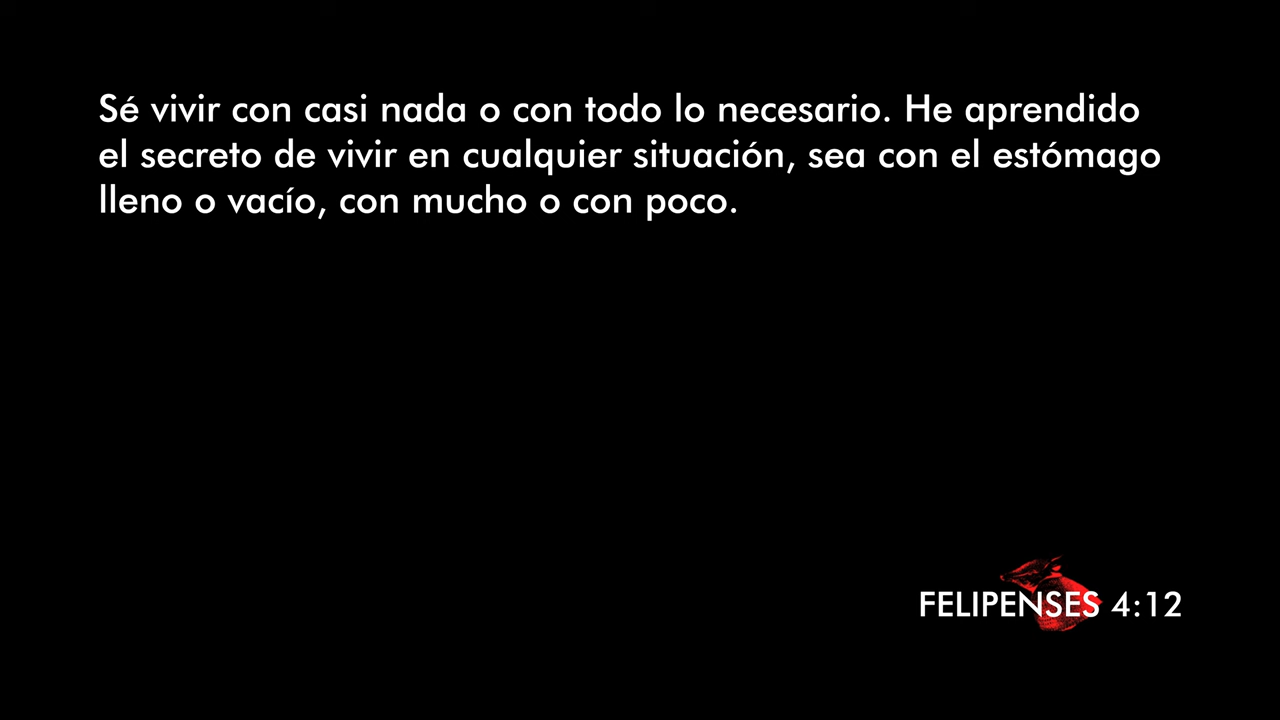 Sé vivir con casi nada o con todo lo necesario. He aprendido
el secreto de vivir en cualquier situación, sea con el estómago
lleno o vacío, con mucho o con poco.
FELIPENSES 4:12